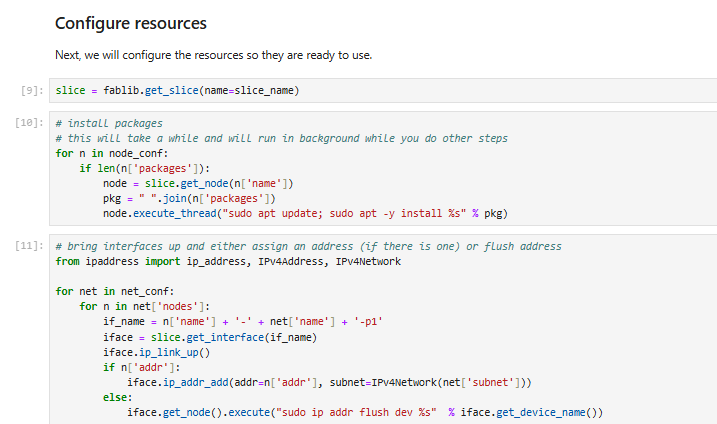 Configure resources
Next, we will configure the resources so they are ready to use.
[9]: slice = fablib.get_slice(name=slice_name)
[10]: # install packages
# this will take a while and will run in background while you do other steps
for n in node_conf:
    if len(n['packages']):
        node = slice.get_node(n['name'])
        pkg = " ".join(n['packages'])
        node.execute_thread("sudo apt update; sudo apt -y install %s" % pkg)
[11]: # bring interfaces up and either assign an address (if there is one) or flush address
from ipaddress import ip_address, IPv4Address, IPv4Network

for net in net_conf:
    for n in net['nodes']:
        if_name = n['name'] + '-' + net['name'] + '-p1'
        iface = slice.get_interface(if_name)
        iface.ip_link_up()
        if n['addr']:
            iface.ip_addr_add(addr=n['addr'], subnet=IPv4Network(net['subnet']))
        else:
            iface.get_node().execute("sudo ip addr flush dev %s"  % iface.get_device_name())